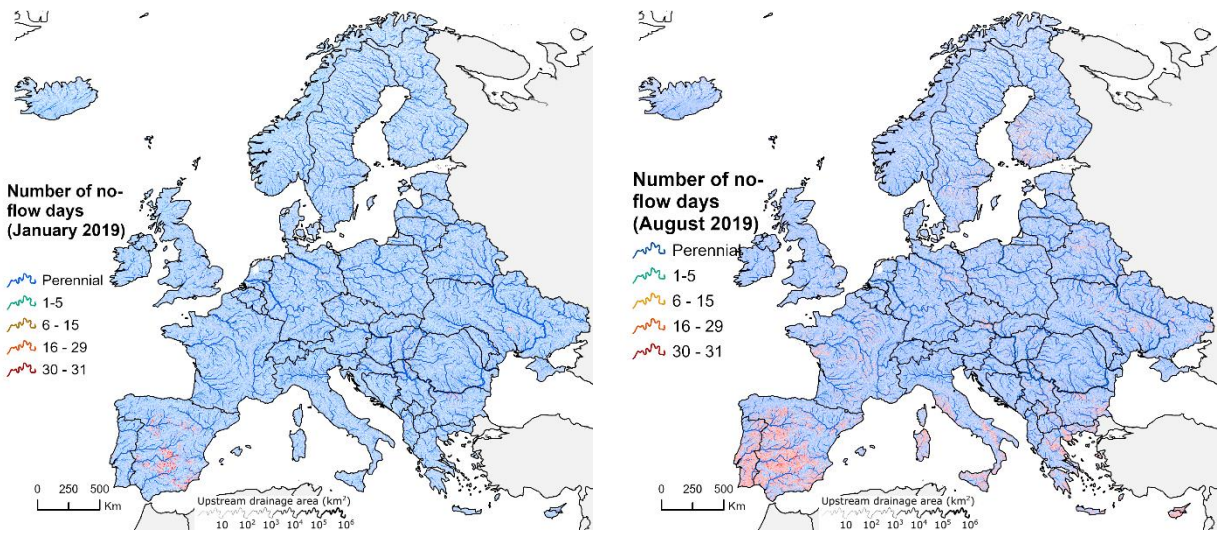 Number of no-
flow days
(January 2019)
Perennial
1-5
6 - 15
16 - 29
30 - 31
0 250 500
Km
Upstream drainage area (km²)
10 10² 10³ 10⁴ 10⁵ 10⁶
Number of no-
flow days
(August 2019)
Perennial
1-5
6 - 15
16 - 29
30 - 31
0 250 500
Km
Upstream drainage area (km²)
10 10² 10³ 10⁴ 10⁵ 10⁶